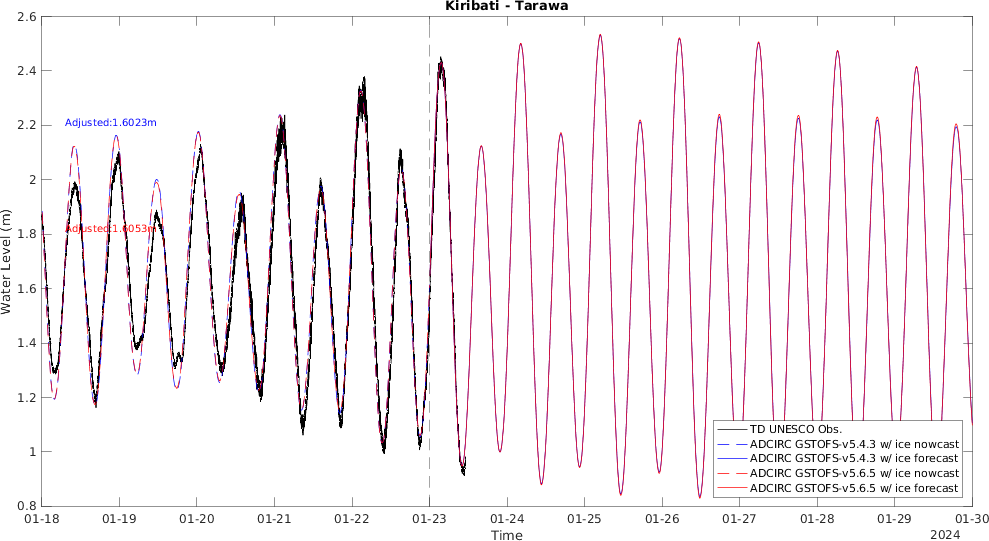 Kiribati - Tarawa
2.6
2.4
2.2
2
1.8
1.6
1.4
1.2
1
0.8
Water Level (m)
Adjusted:1.6023m
Adjusted:1.6053m
TD UNESCO Obs.
ADCIRC GSTOFS-v5.4.3 w/ ice nowcast
ADCIRC GSTOFS-v5.4.3 w/ ice forecast
ADCIRC GSTOFS-v5.6.5 w/ ice nowcast
ADCIRC GSTOFS-v5.6.5 w/ ice forecast
01-18 01-19 01-20 01-21 01-22 01-23 01-24 01-25 01-26 01-27 01-28 01-29 01-30
Time
2024